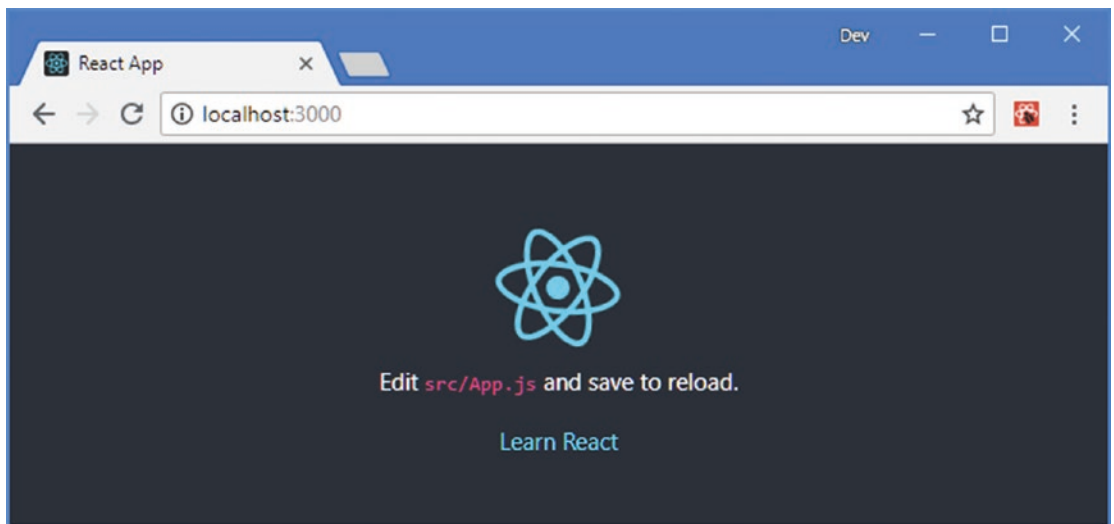 Dev
React App
localhost:3000
Edit src/App.js and save to reload.
Learn React